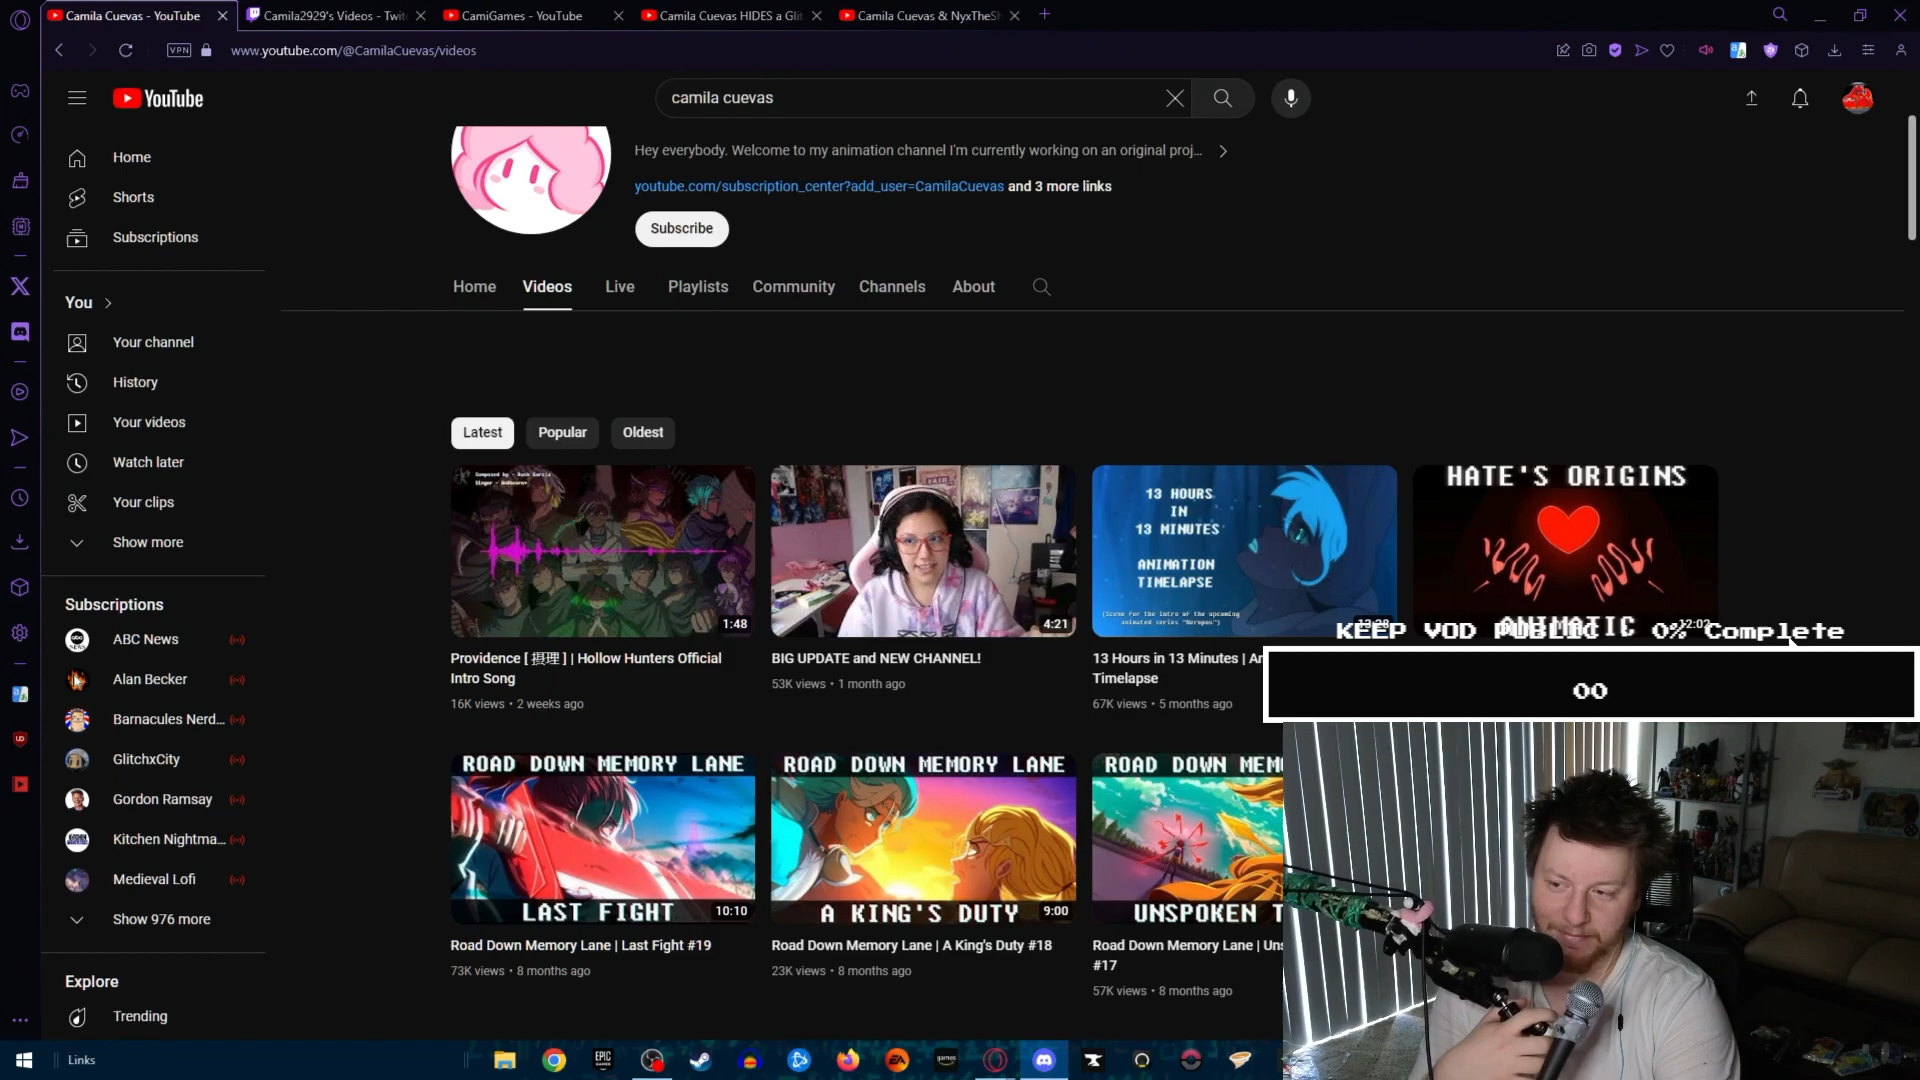 Camila Cuevas - YouTube
Camila2929's Videos - Twit
CamiGames - YouTube
Camila Cuevas HIDES a Gli
Camila Cuevas & NyxTheSh
VPN
www.youtube.com/@CamilaCuevas/videos
YouTube
camila cuevas
Home
Shorts
Subscriptions
You
Your channel
History
Your videos
Watch later
Your clips
Show more
Subscriptions
ABC News
Alan Becker
Barnacules Nerd...
GlitchxCity
Gordon Ramsay
Kitchen Nightma...
Medieval Lofi
Show 976 more
Explore
Trending
Hey everybody. Welcome to my animation channel I'm currently working on an original proj...
youtube.com/subscription_center?add_user=CamilaCuevas and 3 more links
Subscribe
Home
Videos
Live
Playlists
Community
Channels
About
Latest
Popular
Oldest
1:48
Providence [ 摂理 ] | Hollow Hunters Official
Intro Song
16K views • 2 weeks ago
4:21
BIG UPDATE and NEW CHANNEL!
53K views • 1 month ago
13 HOURS
IN
13 MINUTES
ANIMATION
TIMELAPSE
13 Hours in 13 Minutes | An
Timelapse
67K views • 5 months ago
HATE'S ORIGINS
ANIMATIC
12:02
KEEP VOD PUBLIC
0% Complete
00
ROAD DOWN MEMORY LANE
LAST FIGHT
10:10
Road Down Memory Lane | Last Fight #19
73K views • 8 months ago
ROAD DOWN MEMORY LANE
A KING'S DUTY
9:00
Road Down Memory Lane | A King's Duty #18
23K views • 8 months ago
ROAD DOWN MEM
UNSPOKEN T
Road Down Memory Lane | Uns
#17
57K views • 8 months ago
Links
EPIC
EA